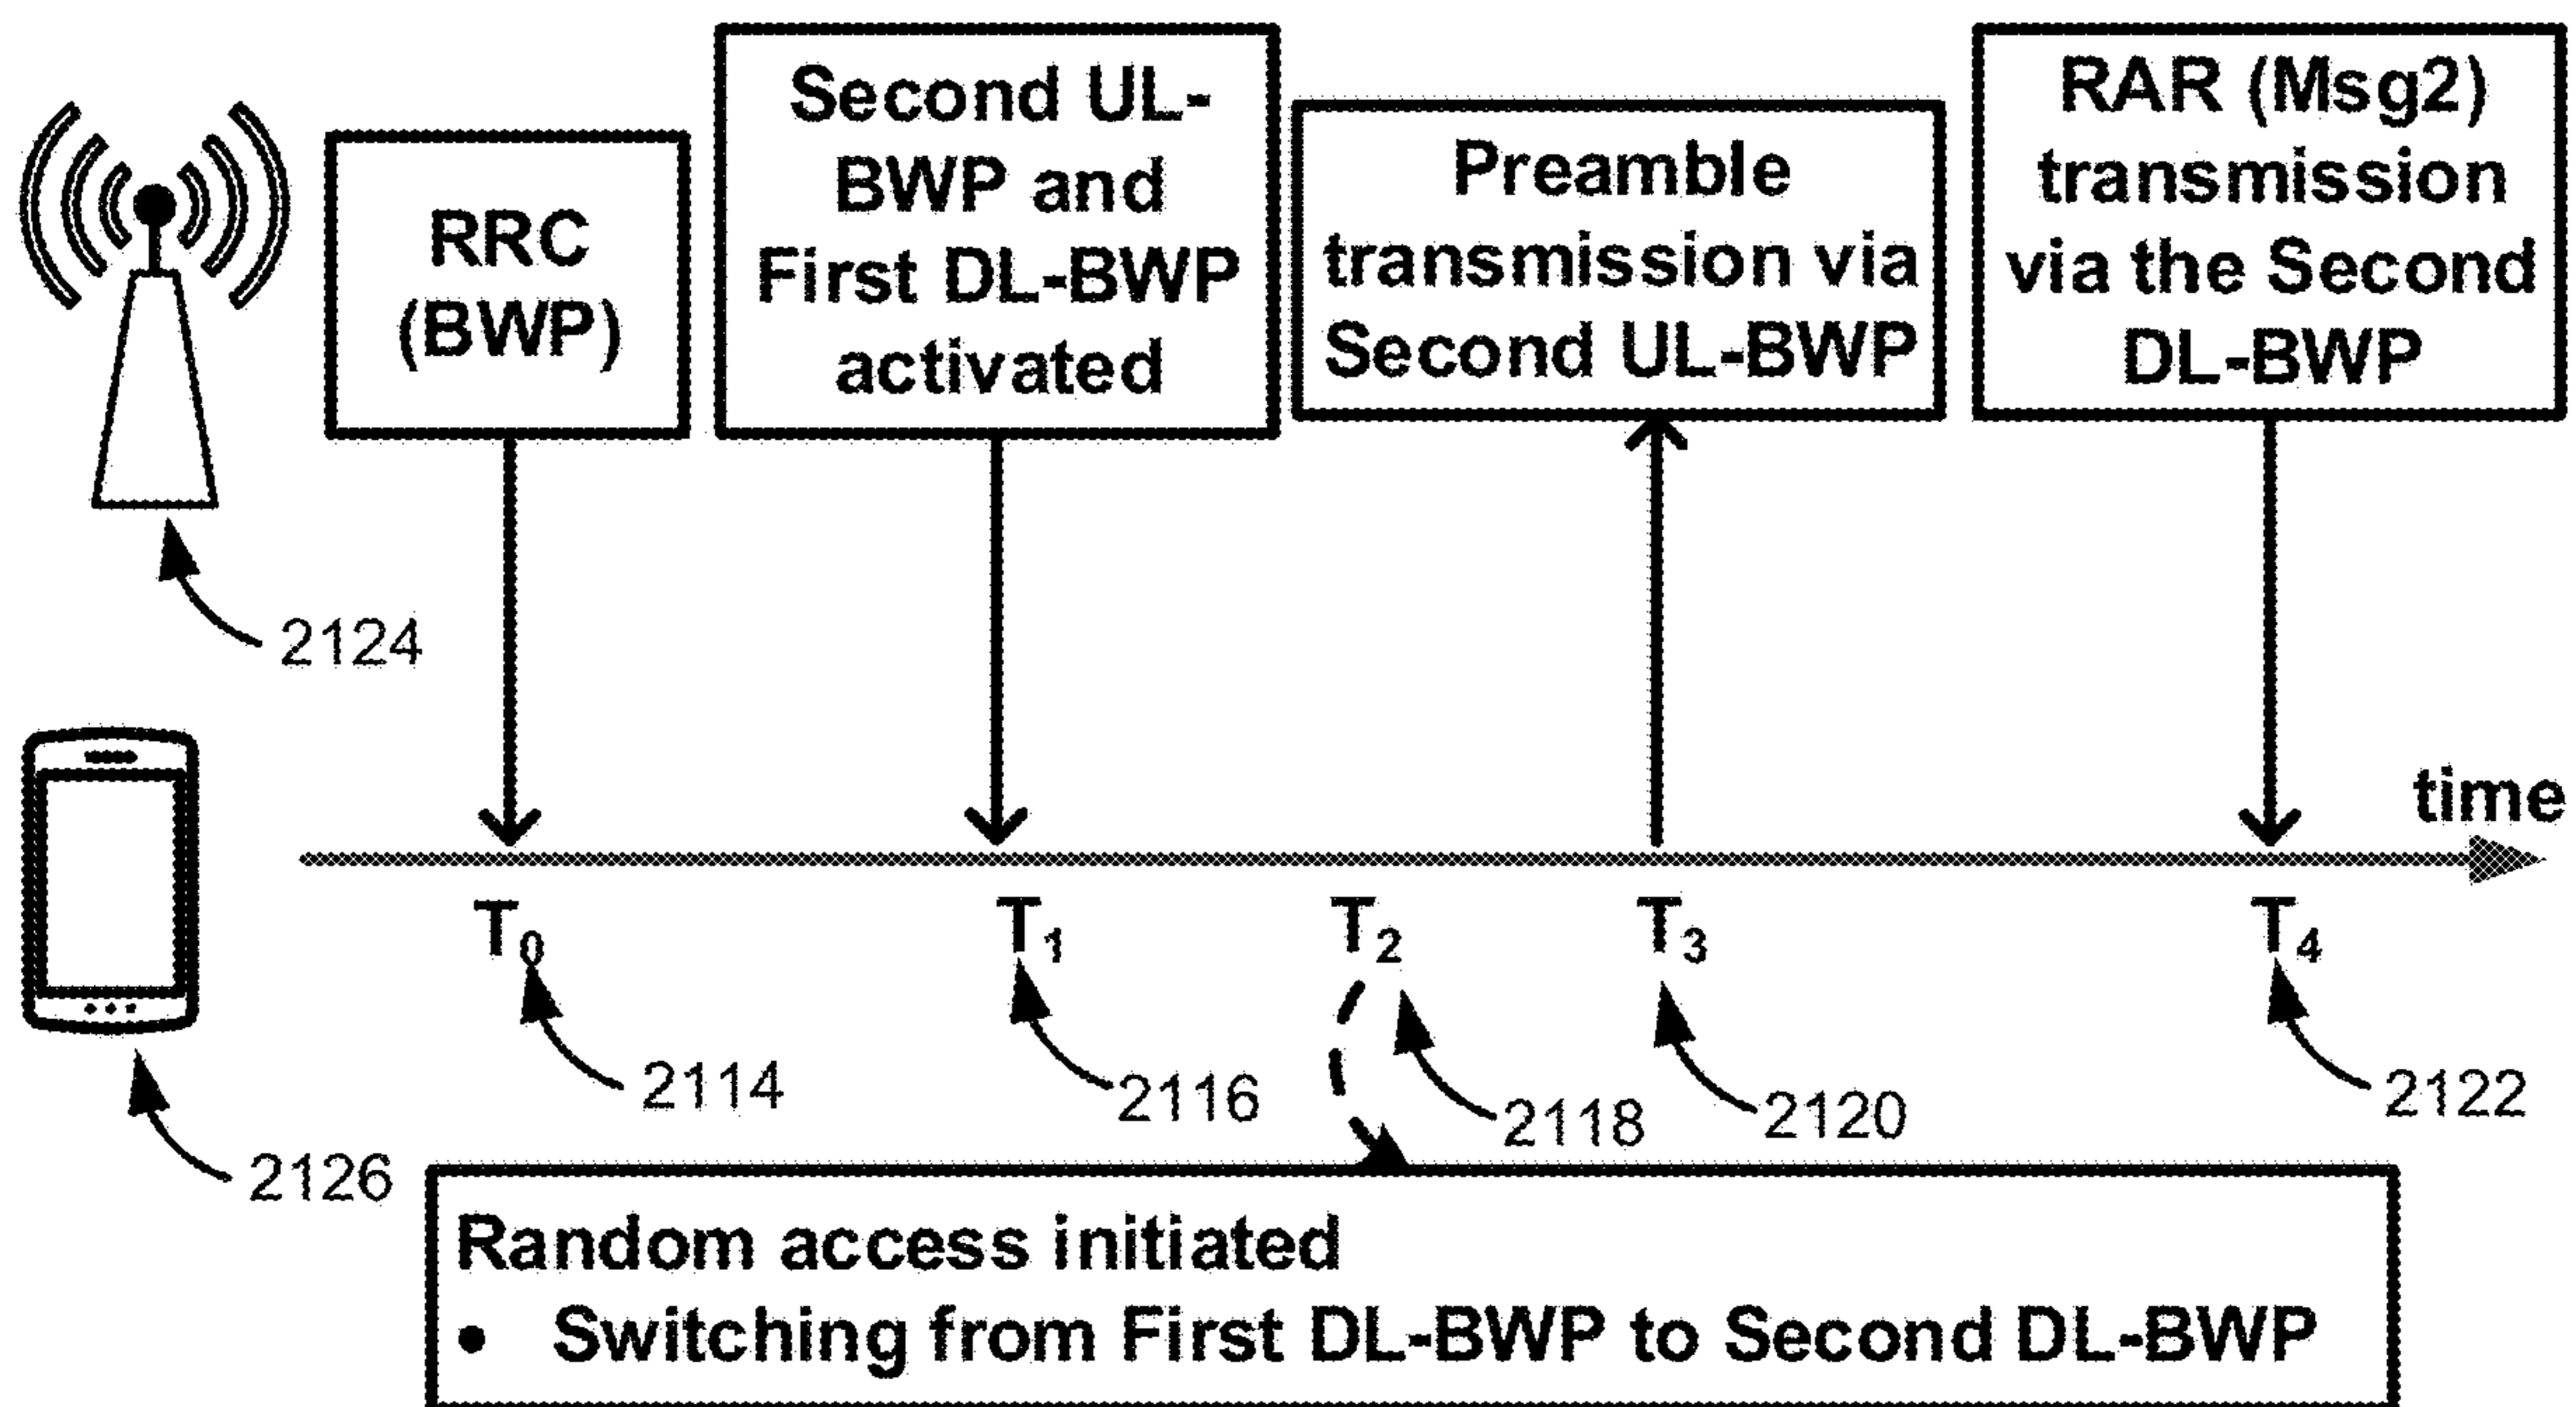 RRC
(BWP)
Second UL-
BWP and
First DL-BWP
activated
Preamble
transmission via
Second UL-BWP
RAR (Msg2)
transmission
via the Second
DL-BWP
2124
time
T0
T1
T2
T3
T4
2114
2116
2118
2120
2122
2126
Random access initiated
• Switching from First DL-BWP to Second DL-BWP